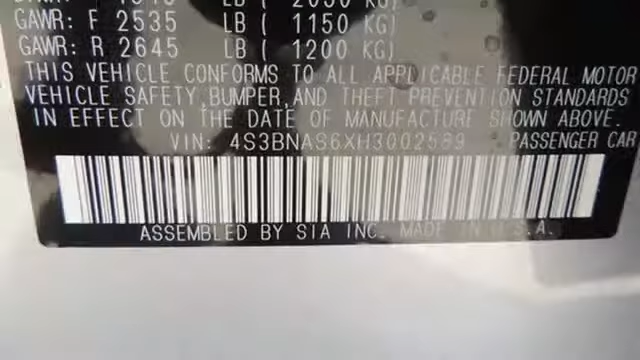 GAWR: F 2535 LB ( 1150 KG)
GAWR: R 2645 LB ( 1200 KG)
THIS VEHICLE CONFORMS TO ALL APPLICABLE FEDERAL MOTOR
VEHICLE SAFETY,BUMPER,AND THEFT PREVENTION STANDARDS
IN EFFECT ON THE DATE OF MANUFACTURE SHOWN ABOVE.
VIN: 4S3BNAS6XH3002589 PASSENGER CAR
ASSEMBLED BY SIA INC. MADE IN U.S.A.